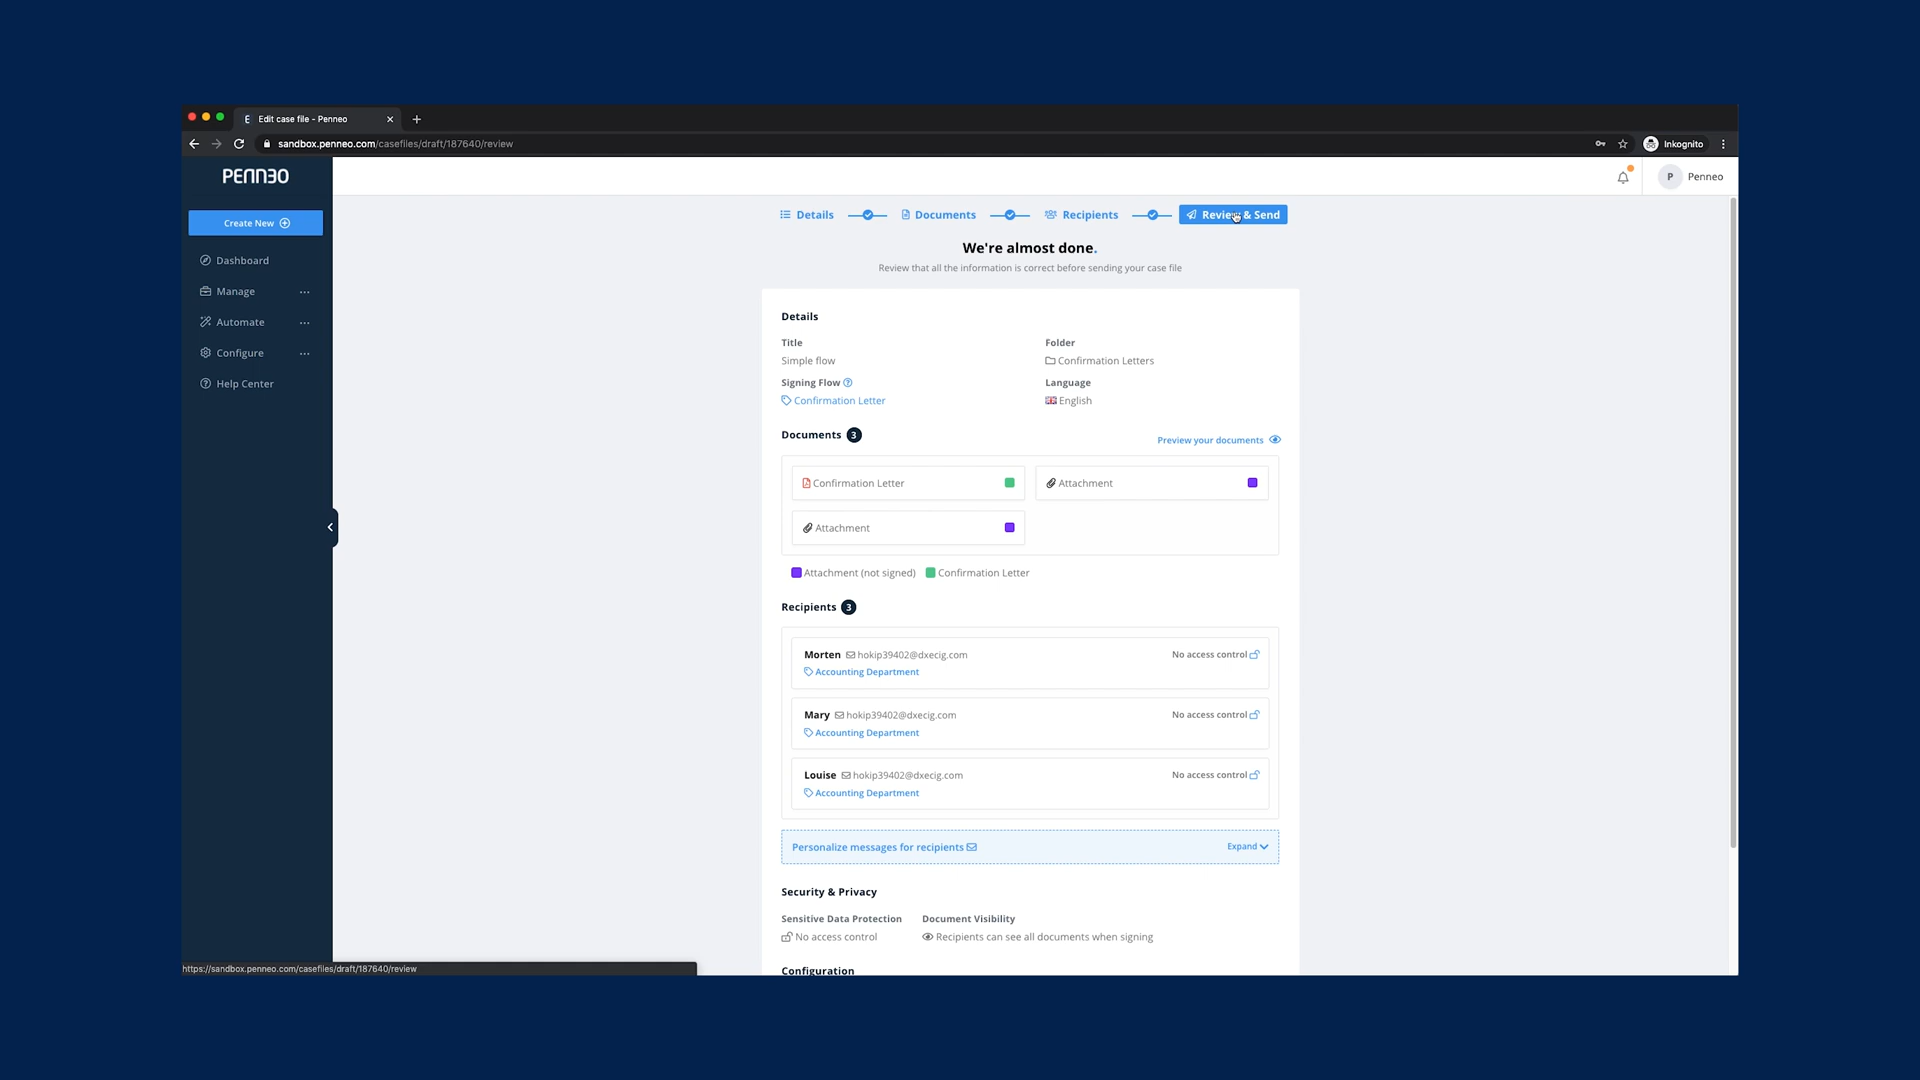 Edit case file - Penneo
sandbox.penneo.com/casefiles/draft/187640/review
Inkognito
PENNEO
P Penneo
Create New
Dashboard
Manage ...
Automate ...
Configure ...
Help Center
Details Documents Recipients Review & Send
We're almost done.
Review that all the information is correct before sending your case file
Details
Title Folder
Simple flow Confirmation Letters
Signing Flow Language
Confirmation Letter English
Documents 3 Preview your documents
Confirmation Letter Attachment
Attachment
Attachment (not signed) Confirmation Letter
Recipients 3
Morten hokip39402@dxecig.com No access control
Accounting Department
Mary hokip39402@dxecig.com No access control
Accounting Department
Louise hokip39402@dxecig.com No access control
Accounting Department
Personalize messages for recipients Expand
Security & Privacy
Sensitive Data Protection Document Visibility
No access control Recipients can see all documents when signing
Configuration
https://sandbox.penneo.com/casefiles/draft/187640/review